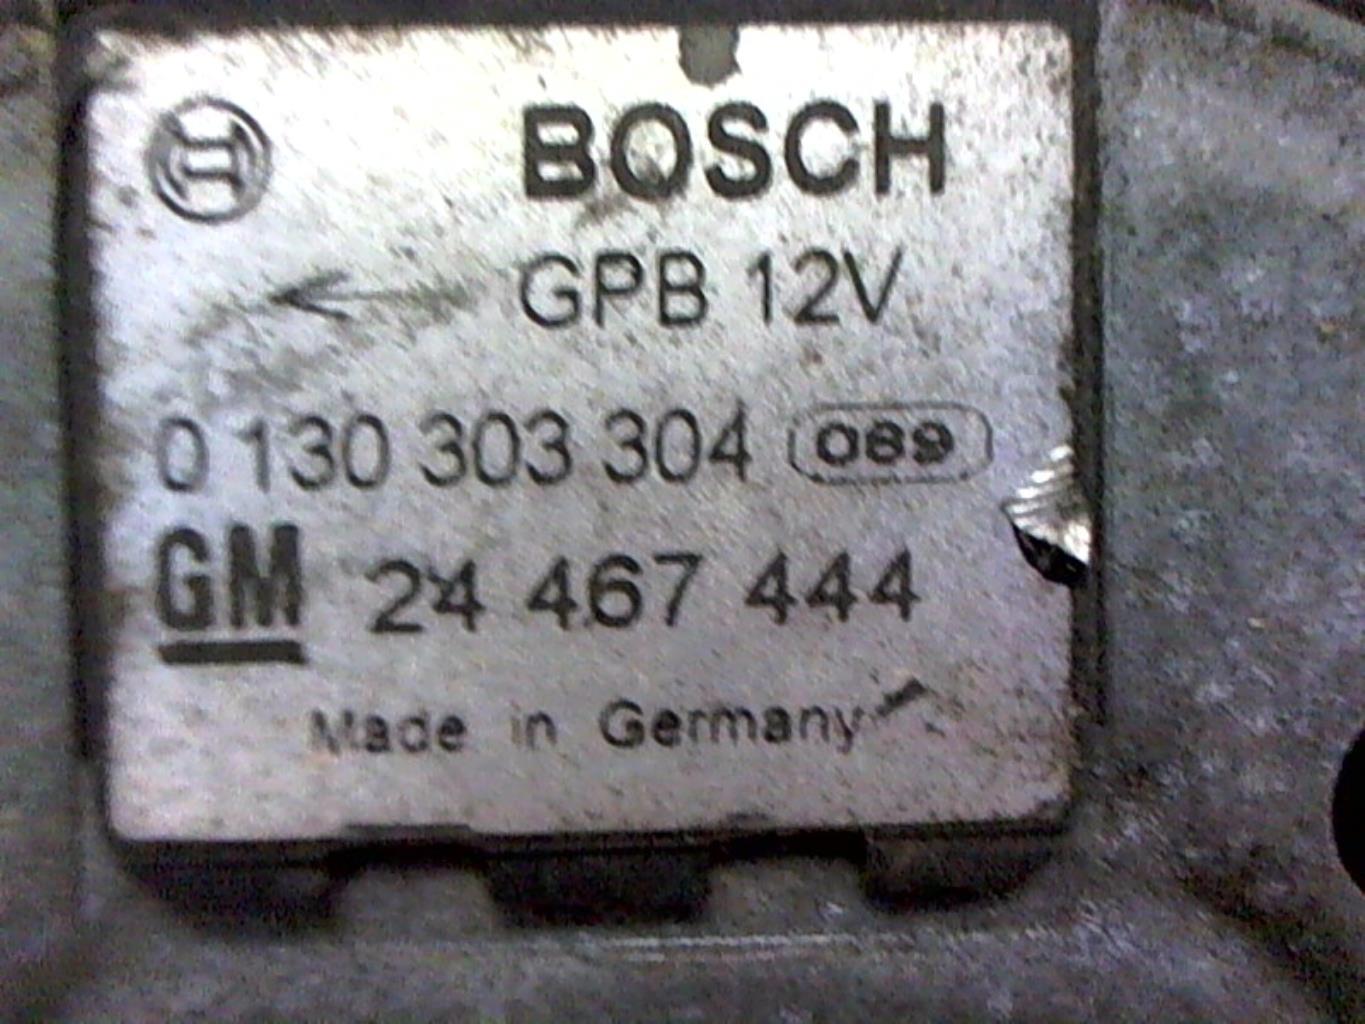 BOSCH
GPB 12V
0 130 303 304 089
GM 24 467 444
Made in Germany